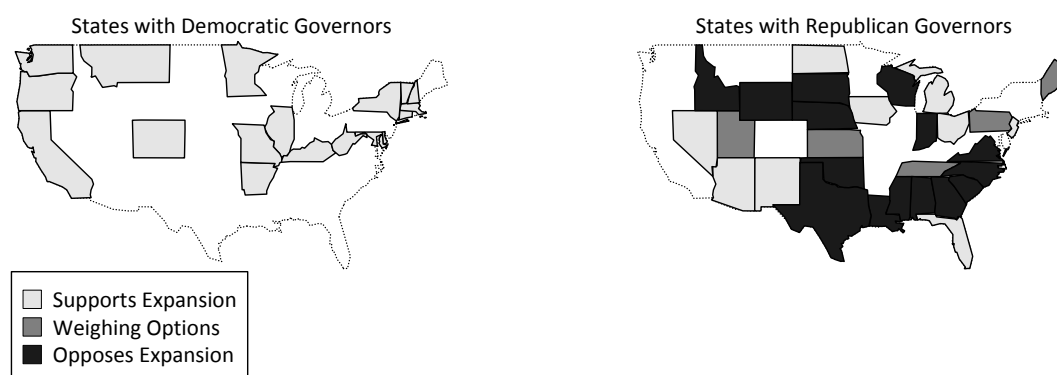 States with Democratic Governors
States with Republican Governors
Supports Expansion
Weighing Options
Opposes Expansion